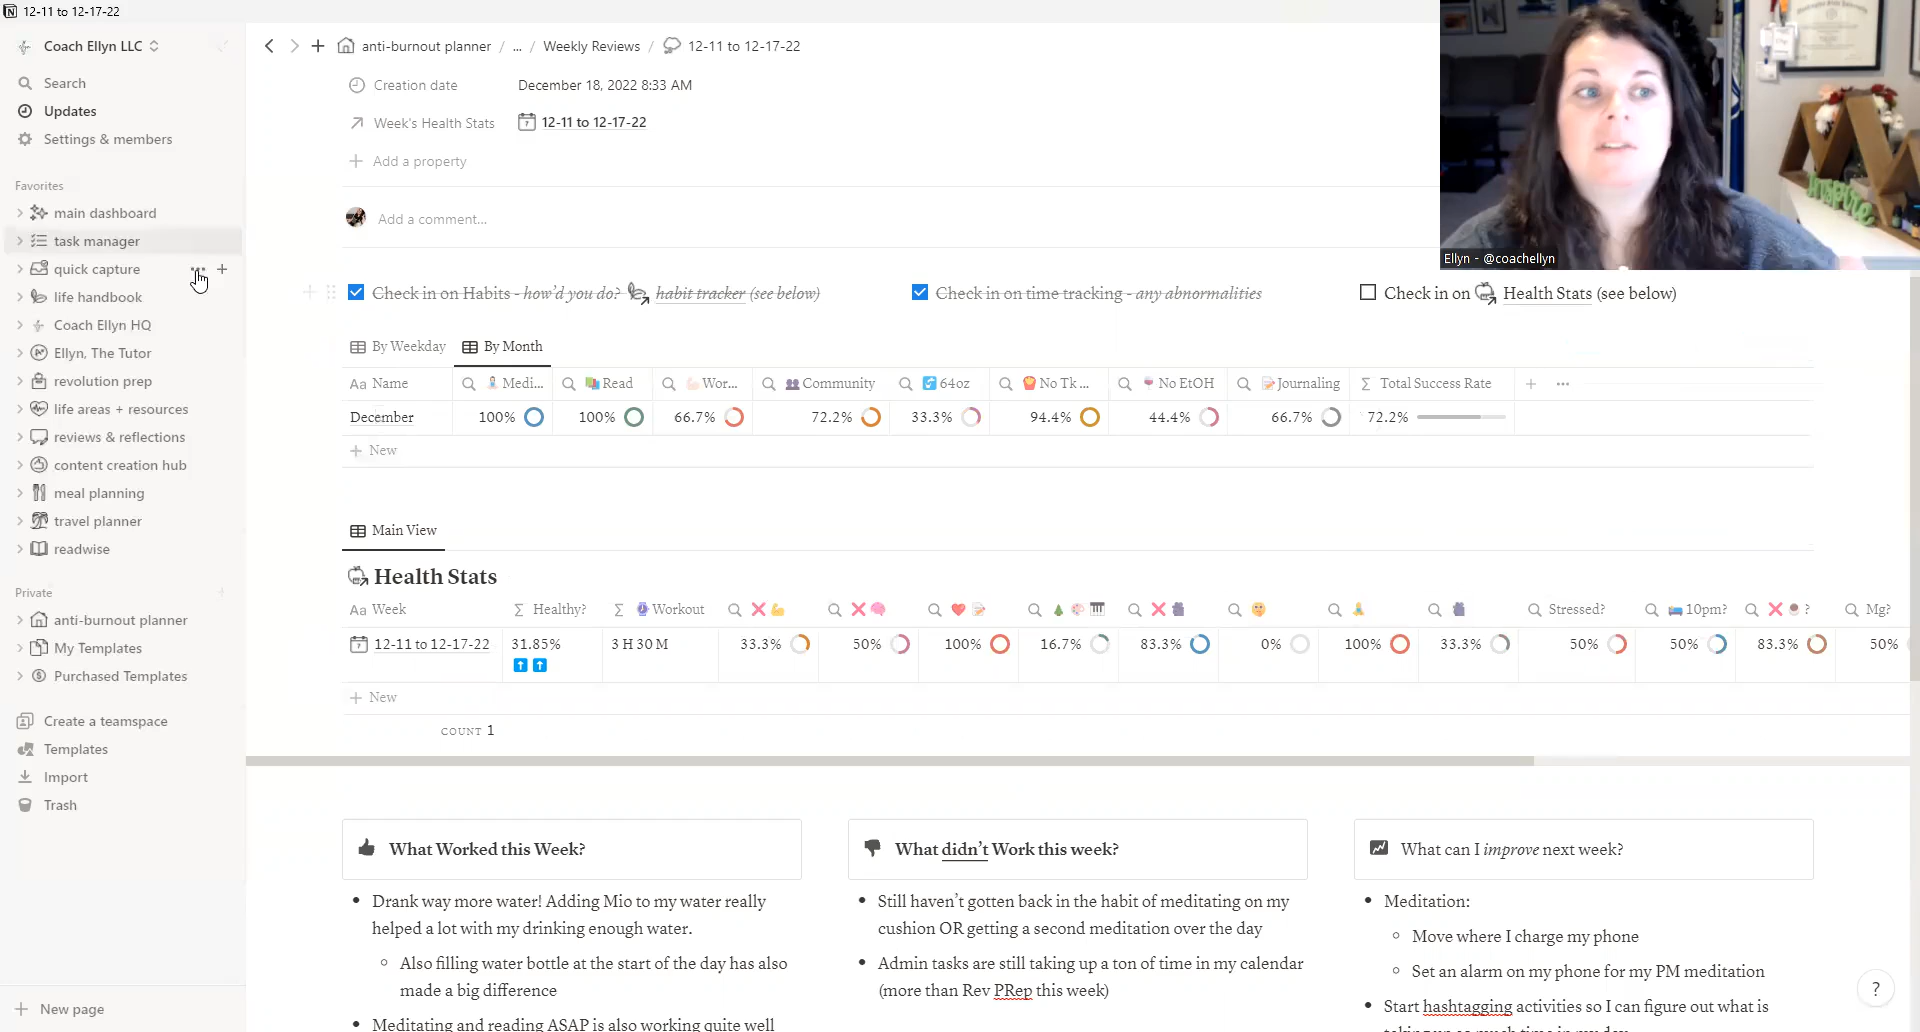 12-11 to 12-17-22
Coach Ellyn LLC
Search
Updates
Settings & members
Favorites
main dashboard
task manager
quick capture
life handbook
Coach Ellyn HQ
Ellyn, The Tutor
revolution prep
life areas + resources
reviews & reflections
content creation hub
meal planning
travel planner
readwise
Private
anti-burnout planner
My Templates
Purchased Templates
Create a teamspace
Templates
Import
Trash
New page
anti-burnout planner / ... / Weekly Reviews / 12-11 to 12-17-22
Creation date December 18, 2022 8:33 AM
Week's Health Stats 12-11 to 12-17-22
Add a property
Add a comment...
Ellyn - @coachellyn
Inspire
Check in on Habits - how'd you do? habit tracker (see below)
Check in on time tracking - any abnormalities
Check in on Health Stats (see below)
By Weekday By Month
Aa Name Medi... Read Wor... Community 64oz No Tk ... No EtOH Journaling Σ Total Success Rate
December 100% 100% 66.7% 72.2% 33.3% 94.4% 44.4% 66.7% 72.2%
New
Main View
Health Stats
Aa Week Σ Healthy? Σ Workout Stressed? 10pm? ? Mg?
12-11 to 12-17-22 31.85% 3 H 30 M 33.3% 50% 100% 16.7% 83.3% 0% 100% 33.3% 50% 50% 83.3% 50%
New
COUNT 1
What Worked this Week?
Drank way more water! Adding Mio to my water really
helped a lot with my drinking enough water.
Also filling water bottle at the start of the day has also
made a big difference
Meditating and reading ASAP is also working quite well
What didn't Work this week?
Still haven't gotten back in the habit of meditating on my
cushion OR getting a second meditation over the day
Admin tasks are still taking up a ton of time in my calendar
(more than Rev PRep this week)
What can I improve next week?
Meditation:
Move where I charge my phone
Set an alarm on my phone for my PM meditation
Start hashtagging activities so I can figure out what is
?